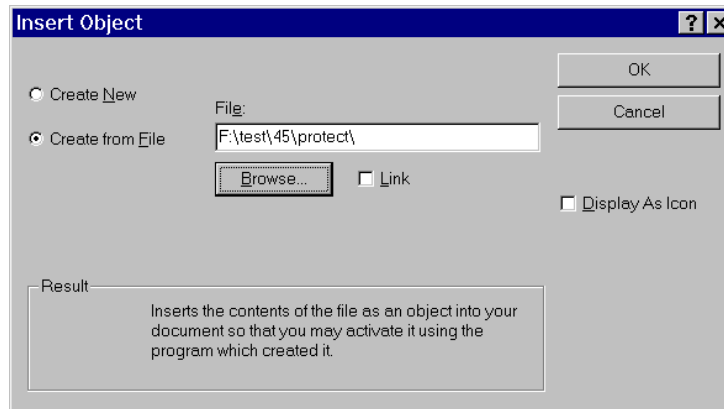 Insert Object
? ×
OK
Create New
File:
Cancel
Create from File
F:\test\45\protect\
Browse...
Link
Display As Icon
Result
Inserts the contents of the file as an object into your
document so that you may activate it using the
program which created it.